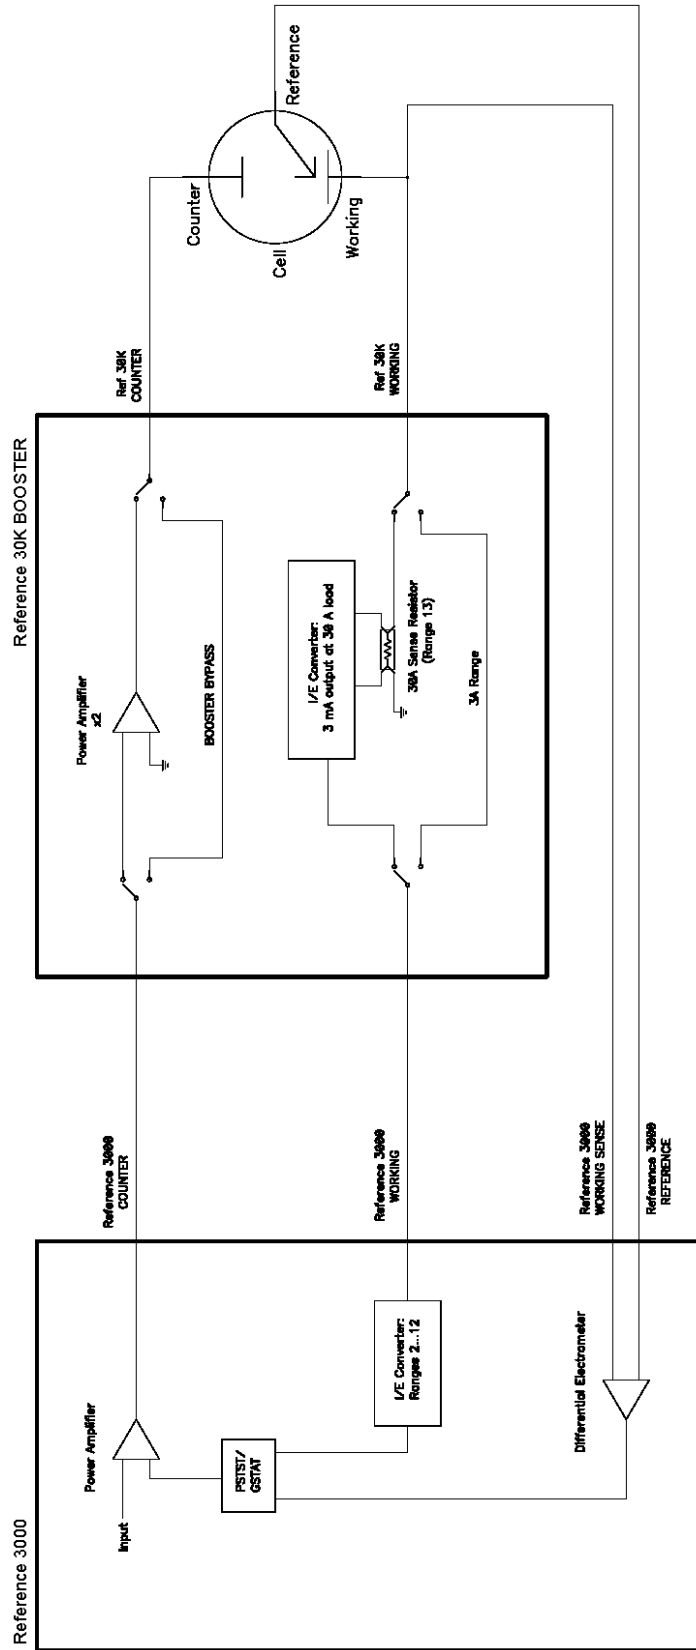 Reference 3000
Input
Power Amplifier
PSTST/
GSTAT
I/E Converter:
Ranges 2...12
Differential Electrometer
Reference 3000
COUNTER
Reference 3000
WORKING
Reference 3000
WORKING SENSE
Reference 3000
REFERENCE
Reference 30K BOOSTER
Power Amplifier
x2
BOOSTER BYPASS
I/E Converter:
3 mA output at 30 A load
30A Sense Resistor
(Range 13)
3A Range
Ref 30K
COUNTER
Ref 30K
WORKING
Counter
Cell
Working
Reference